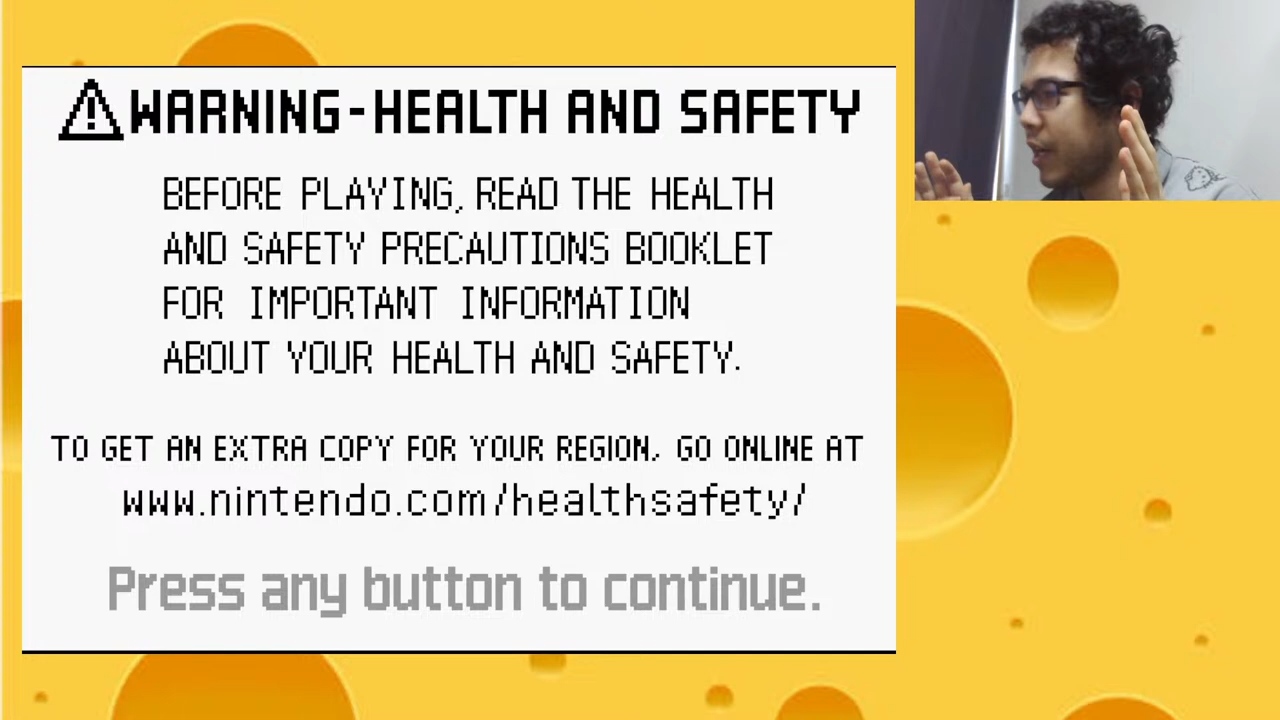 WARNING-HEALTH AND SAFETY
BEFORE PLAYING, READ THE HEALTH
AND SAFETY PRECAUTIONS BOOKLET
FOR IMPORTANT INFORMATION
ABOUT YOUR HEALTH AND SAFETY.
TO GET AN EXTRA COPY FOR YOUR REGION, GO ONLINE AT
www.nintendo.com/healthsafety/
Press any button to continue.